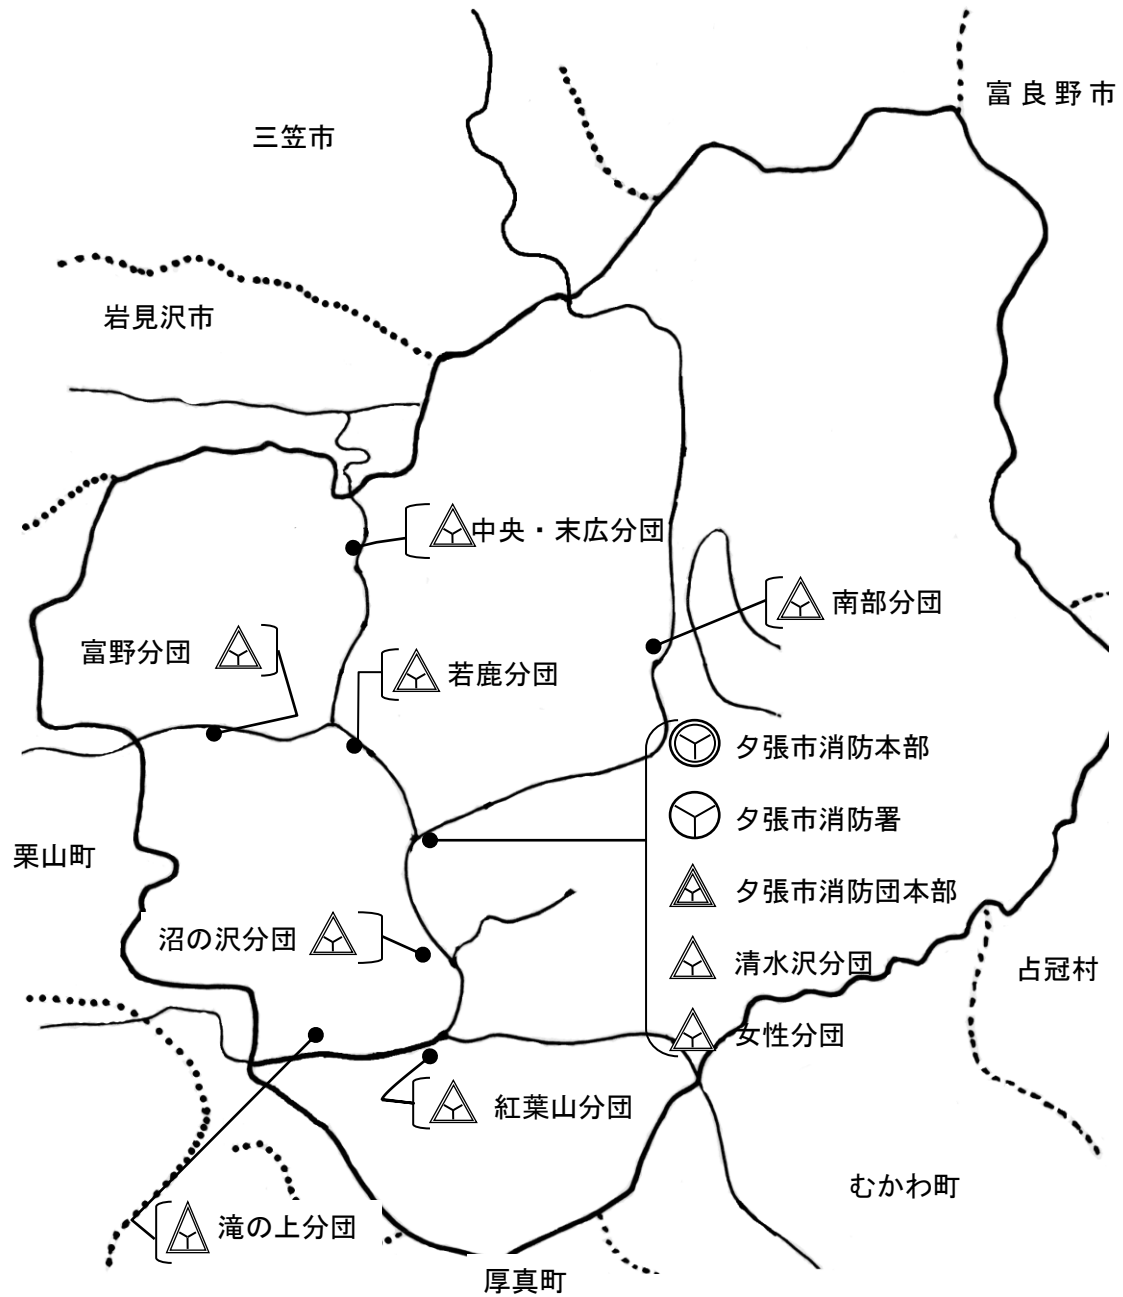 富良野市
三笠市
岩見沢市
中央・末広分団
南部分団
富野分団
若鹿分団
夕張市消防本部
夕張市消防署
栗山町
夕張市消防団本部
沼の沢分団
清水沢分団
占冠村
女性分団
紅葉山分団
むかわ町
滝の上分団
厚真町